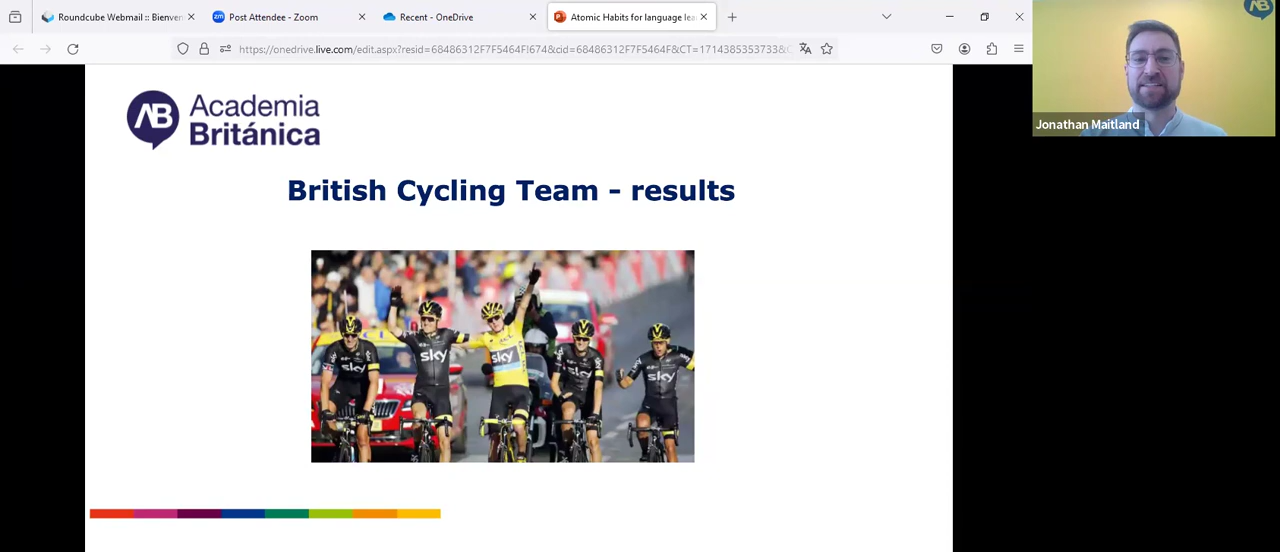 Roundcube Webmail :: Bienven
Post Attendee - Zoom
Recent - OneDrive
Atomic Habits for language lea
https://onedrive.live.com/edit.aspx?resid=68486312F7F5464F!674&cid=68486312F7F5464F&CT=1714385353733&
AB
Jonathan Maitland
AB Academia
Británica
British Cycling Team - results
sky
sky
sky
sky
sky